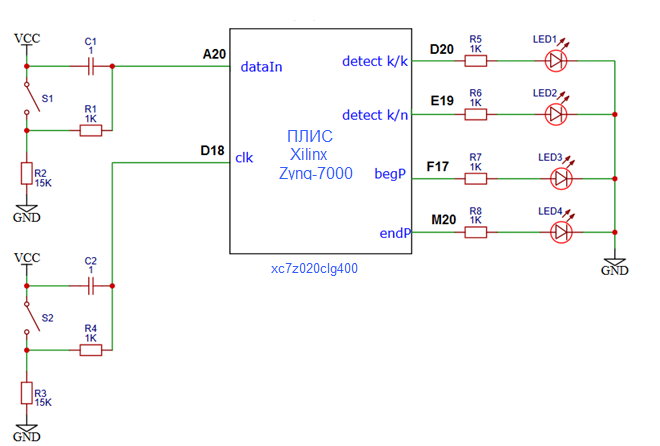 VCC
C1
1
S1
R1
1K
R2
15K
GND
A20
dataIn
D18
clk
ПЛИС
Xilinx
Zynq-7000
detect k/k
detect k/n
begP
endP
xc7z020clg400
D20
E19
F17
M20
R5
1K
LED1
R6
1K
LED2
R7
1K
LED3
R8
1K
LED4
GND
VCC
C2
1
S2
R4
1K
R3
15K
GND